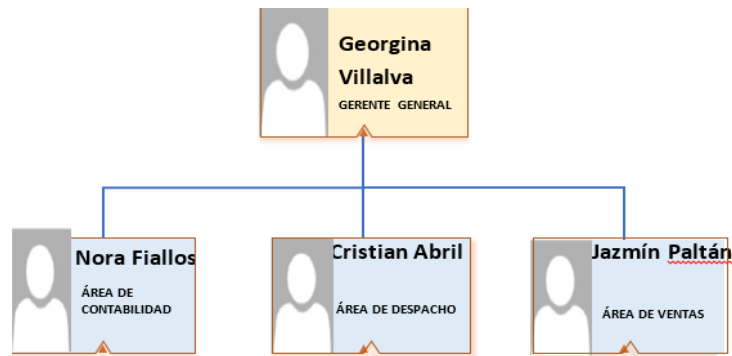 Georgina
Villalva
GERENTE GENERAL
Nora Fiallos
ÁREA DE
CONTABILIDAD
Cristian Abril
ÁREA DE DESPACHO
Jazmín Paltán
ÁREA DE VENTAS